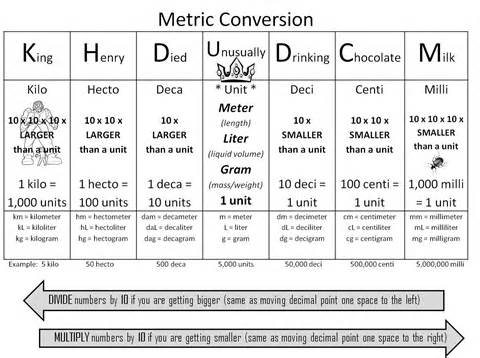 Metric Conversion
King Henry Died Unusually Drinking Chocolate Milk
Kilo Hecto Deca * Unit * Deci Centi Milli
10 x 10 x 10 x
LARGER
than a unit
10 x 10 x
LARGER
than a unit
10 x
LARGER
than a unit
Meter
(length)
Liter
(liquid volume)
Gram
(mass/weight)
10 x
SMALLER
than a unit
10 x 10 x
SMALLER
than a unit
10 x 10 x 10 x
SMALLER
than a unit
1 kilo =
1,000 units
1 hecto =
100 units
1 deca =
10 units
1 unit
10 deci =
1 unit
100 centi =
1 unit
1,000 milli
= 1 unit
km = kilometer
kL = kiloliter
kg = kilogram
hm = hectometer
hL = hectoliter
hg = hectogram
dam = decameter
daL = decaliter
dag = decagram
m = meter
L = liter
g = gram
dm = decimeter
dL = deciliter
dg = decigram
cm = centimeter
cL = centiliter
cg = centigram
mm = millimeter
mL = milliliter
mg = milligram
Example: 5 kilo 50 hecto 500 deca 5,000 units 50,000 deci 500,000 centi 5,000,000 milli
DIVIDE numbers by 10 if you are getting bigger (same as moving decimal point one space to the left)
MULTIPLY numbers by 10 if you are getting smaller (same as moving decimal point one space to the right)